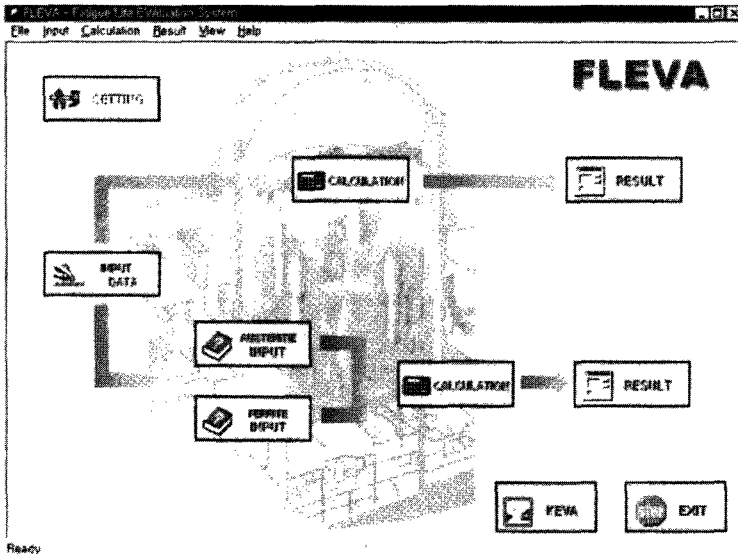 FLEVA - Fatigue Life Evaluation System
File Input Calculation Result View Help
FLEVA
SETTING
CALCULATION
RESULT
INPUT
DATA
AUSTENITE
INPUT
CALCULATION
RESULT
FERRITE
INPUT
KEVA
EXIT
Ready